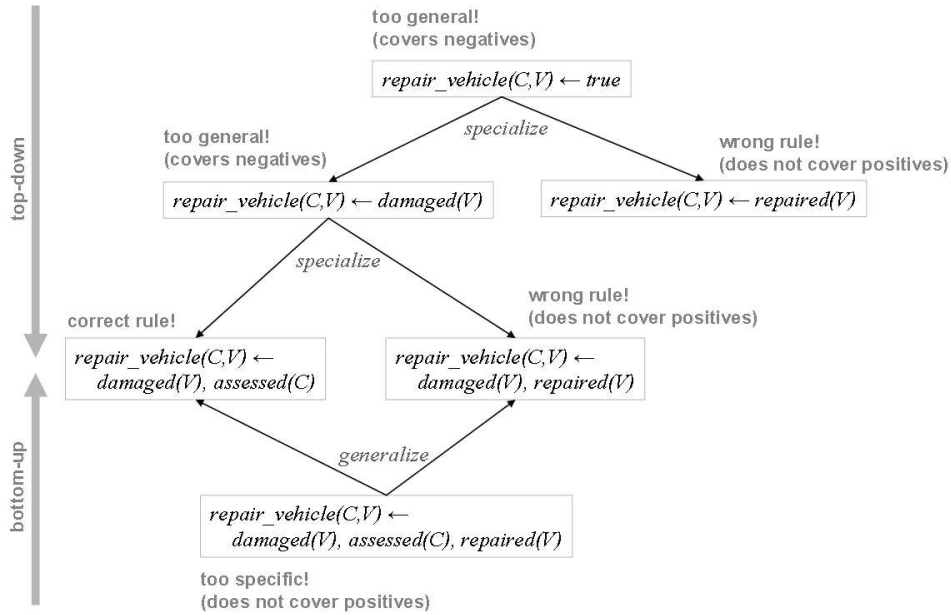 too general!
(covers negatives)
repair_vehicle(C,V) ← true
specialize
too general!
(covers negatives)
wrong rule!
(does not cover positives)
repair_vehicle(C,V) ← damaged(V)
repair_vehicle(C,V) ← repaired(V)
top-down
specialize
correct rule!
wrong rule!
(does not cover positives)
repair_vehicle(C,V) ←
damaged(V), assessed(C)
repair_vehicle(C,V) ←
damaged(V), repaired(V)
bottom-up
generalize
repair_vehicle(C,V) ←
damaged(V), assessed(C), repaired(V)
too specific!
(does not cover positives)